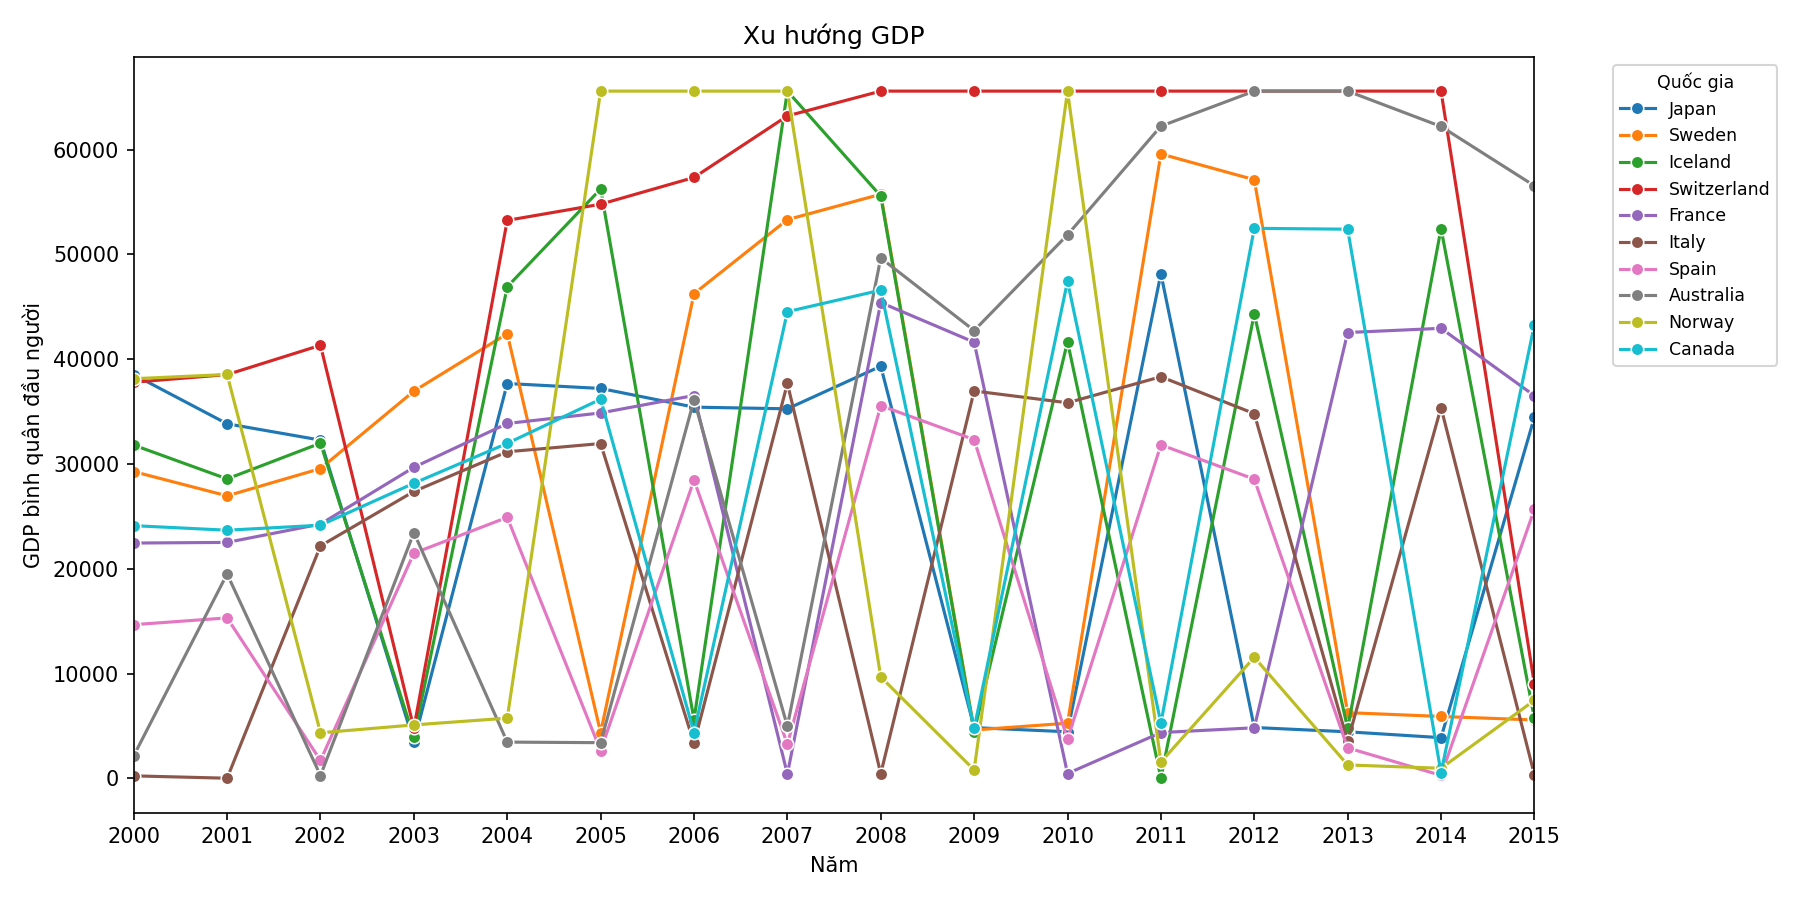 Xu hướng GDP
GDP bình quân đầu người
60000
50000
40000
30000
20000
10000
0
2000 2001 2002 2003 2004 2005 2006 2007 2008 2009 2010 2011 2012 2013 2014 2015
Năm
Quốc gia
Japan
Sweden
Iceland
Switzerland
France
Italy
Spain
Australia
Norway
Canada